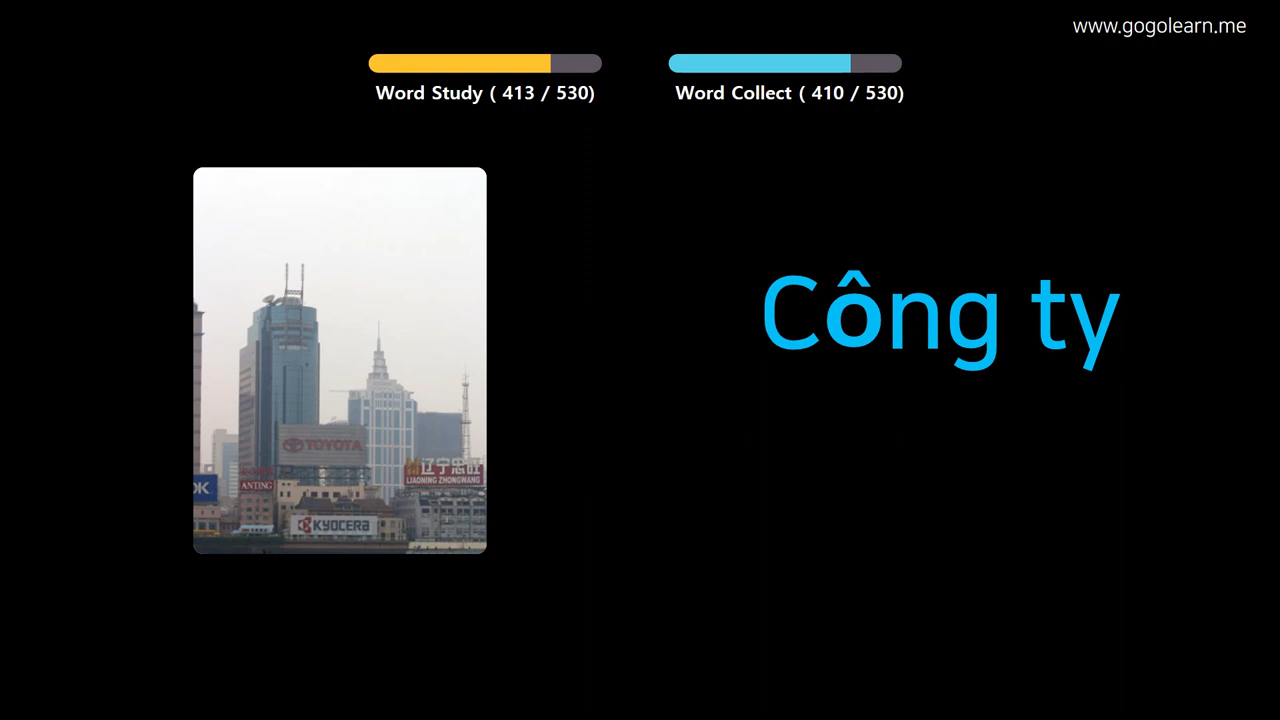 www.gogolearn.me
Word Study ( 413 / 530)
Word Collect ( 410 / 530)
Công ty
TOYOTA
辽宁忠旺
LIAONING ZHONGWANG
OK
ANTING
KYOCERA